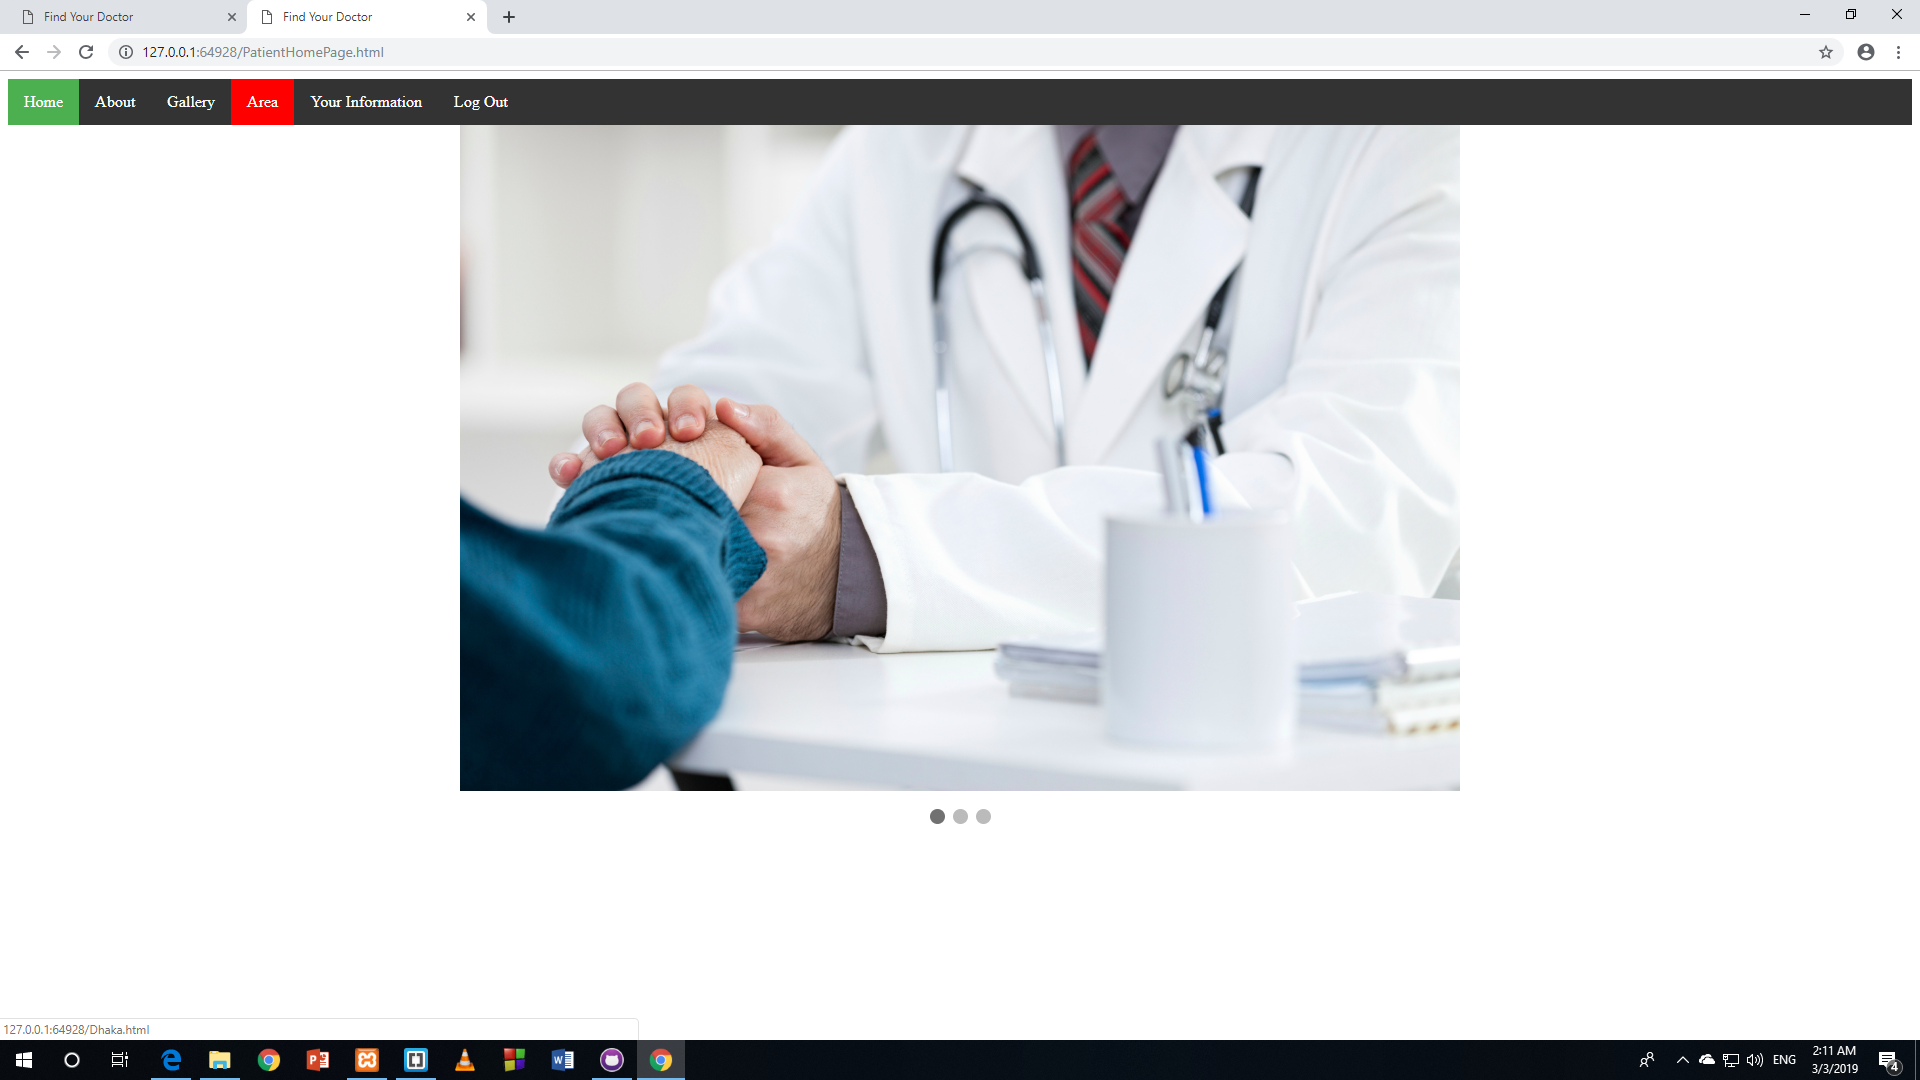 Find Your Doctor
Find Your Doctor
127.0.0.1:64928/PatientHomePage.html
Home About Gallery Area Your Information Log Out
127.0.0.1:64928/Dhaka.html
ENG
2:11 AM
3/3/2019
4